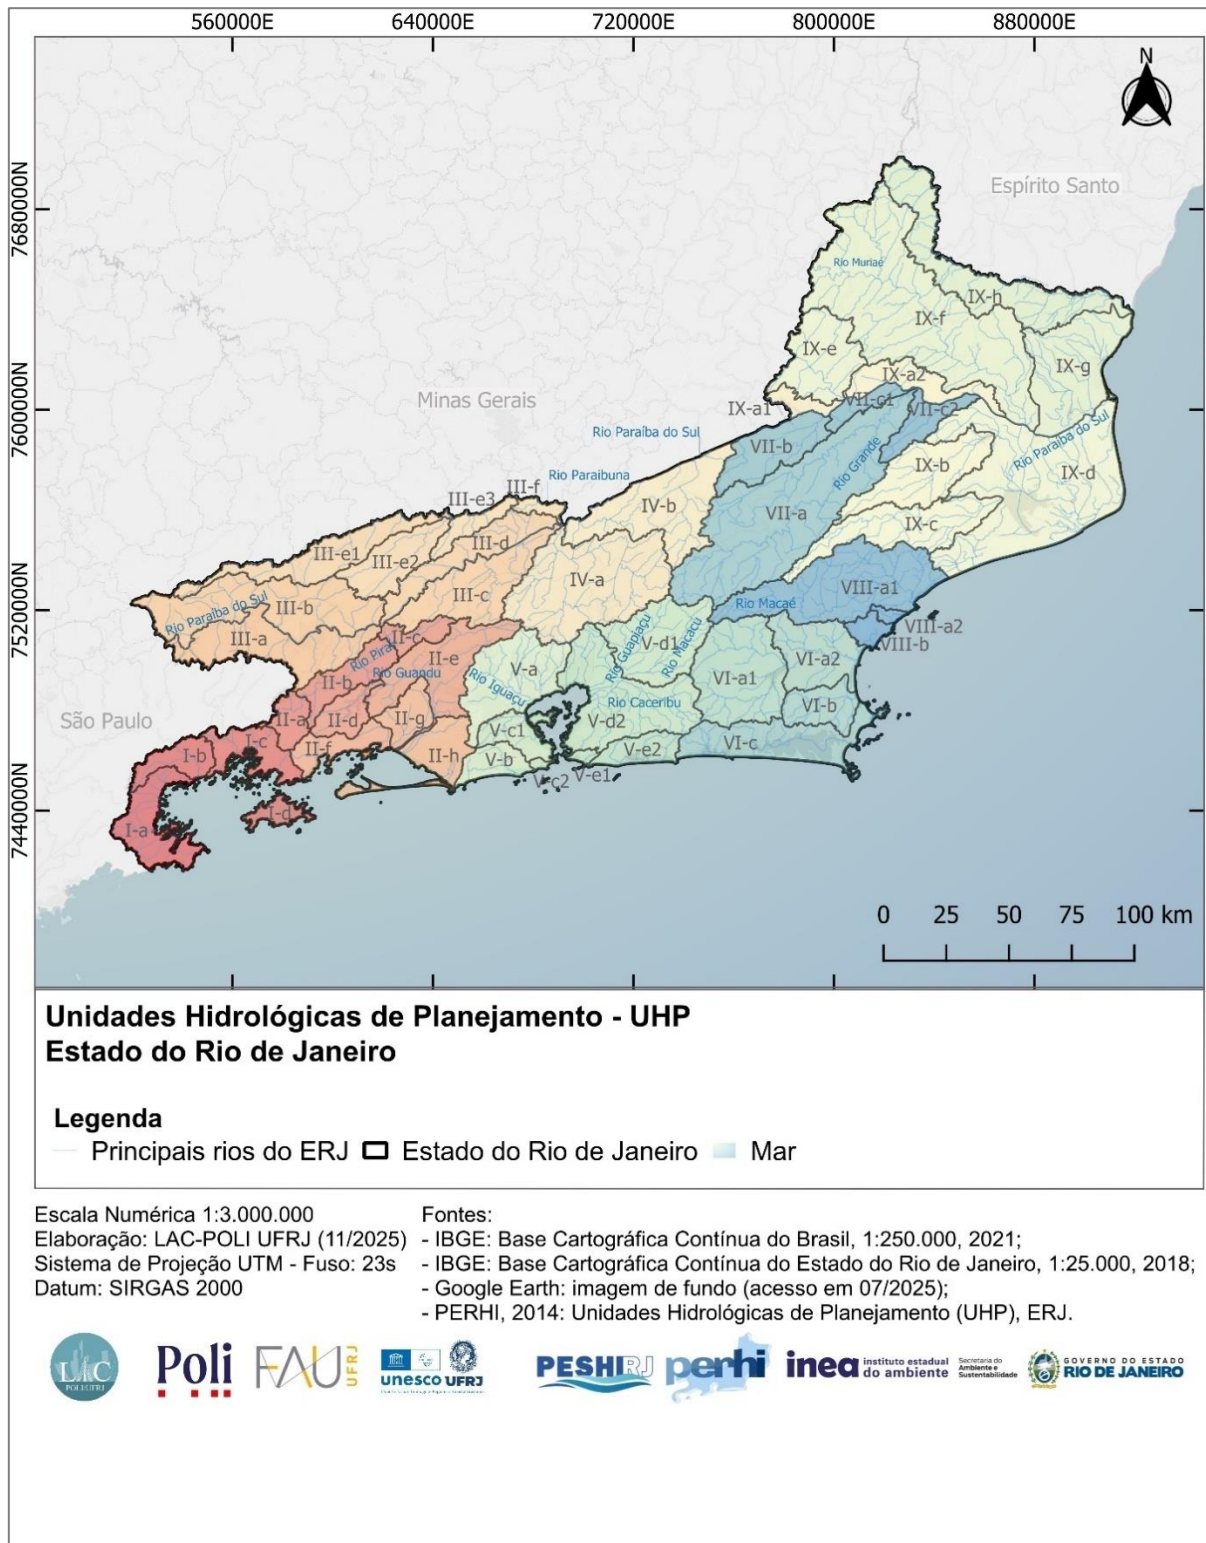 560000E 640000E 720000E 800000E 880000E
N
7680000N
7600000N
7520000N
7440000N
Espírito Santo
Rio Muriaé
IX-h
IX-f
IX-e
IX-g
IX-a2
Minas Gerais
IX-a1
VII-c1
VII-c2
Rio Paraíba do Sul
Rio Paraíba do Sul
VII-b
Rio Grande
IX-b
IX-d
Rio Paraibuna
III-f
III-e3
IV-b
VII-a
IX-c
III-d
III-e1
III-e2
IV-a
VIII-a1
III-c
III-b
Rio Paraíba do Sul
Rio Macaé
VIII-a2
III-a
II-c
V-d1
Rio Guapiaçu
Rio Macacu
VIII-b
Rio Piraí
II-e
V-a
VI-a2
Rio Guandu
II-b
Rio Iguaçu
VI-a1
Rio Caceribu
VI-b
São Paulo
II-a
II-d
II-g
V-c1
V-d2
I-c
I-b
II-f
II-h
V-b
V-e2
VI-c
V-c2
V-e1
I-d
I-a
0 25 50 75 100 km
Unidades Hidrológicas de Planejamento - UHP
Estado do Rio de Janeiro
Legenda
Principais rios do ERJ Estado do Rio de Janeiro Mar
Escala Numérica 1:3.000.000
Elaboração: LAC-POLI UFRJ (11/2025)
Sistema de Projeção UTM - Fuso: 23s
Datum: SIRGAS 2000
Fontes:
- IBGE: Base Cartográfica Contínua do Brasil, 1:250.000, 2021;
- IBGE: Base Cartográfica Contínua do Estado do Rio de Janeiro, 1:25.000, 2018;
- Google Earth: imagem de fundo (acesso em 07/2025);
- PERHI, 2014: Unidades Hidrológicas de Planejamento (UHP), ERJ.
LAC
POLI/UFRJ
Poli
FAU UFRJ
unesco UFRJ
PESHIRJ
perhi
inea instituto estadual
do ambiente
Secretaria do
Ambiente e
Sustentabilidade
GOVERNO DO ESTADO
RIO DE JANEIRO